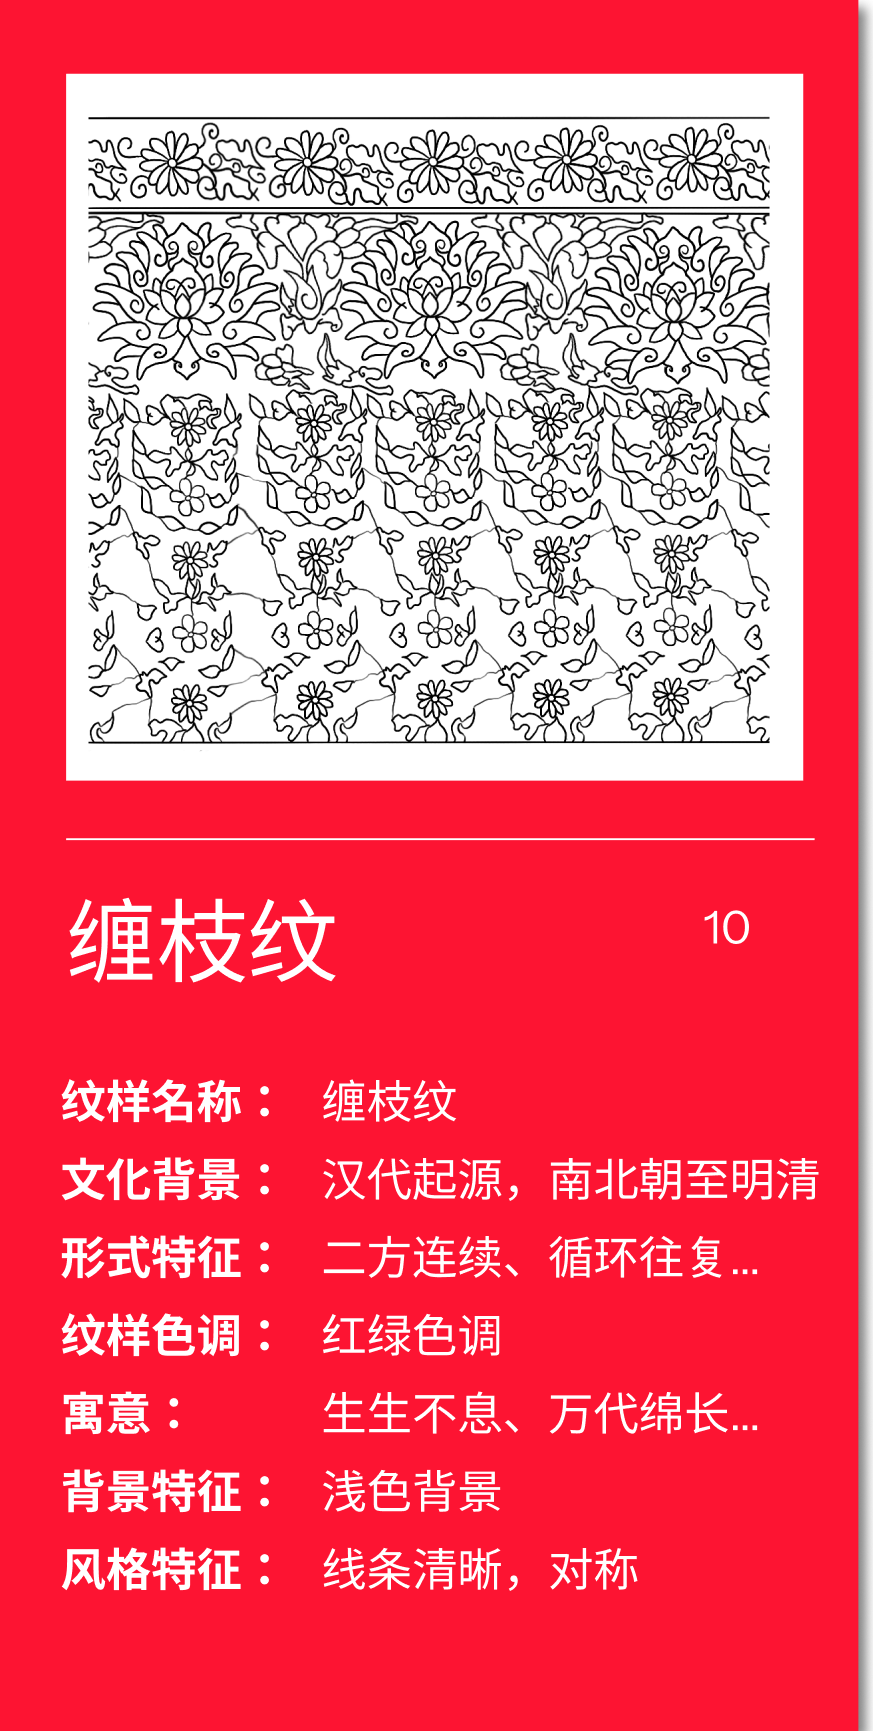 缠枝纹
10
纹样名称： 缠枝纹
文化背景： 汉代起源，南北朝至明清
形式特征： 二方连续、循环往复...
纹样色调： 红绿色调
寓意： 生生不息、万代绵长...
背景特征： 浅色背景
风格特征： 线条清晰，对称